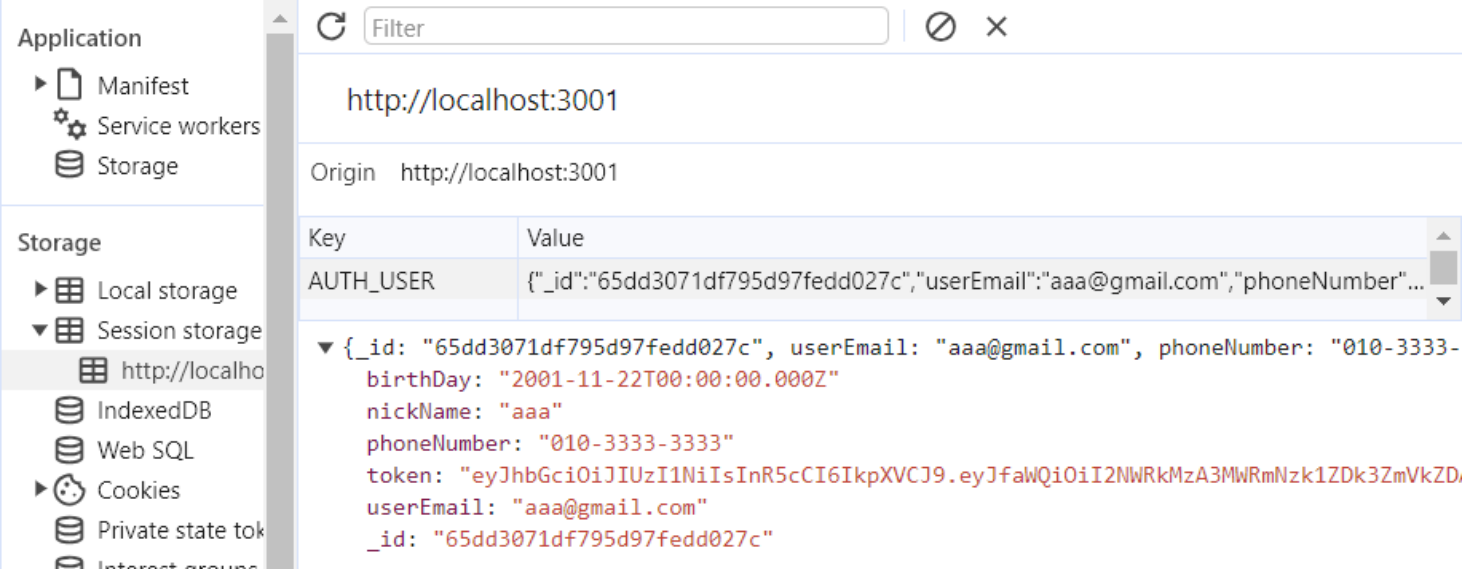 Application
Manifest
Service workers
Storage
Storage
Local storage
Session storage
http://localho
IndexedDB
Web SQL
Cookies
Private state tok
Interest groups
Filter
http://localhost:3001
Origin http://localhost:3001
Key Value
AUTH_USER {"_id":"65dd3071df795d97fedd027c","userEmail":"aaa@gmail.com","phoneNumber"...
{_id: "65dd3071df795d97fedd027c", userEmail: "aaa@gmail.com", phoneNumber: "010-3333-
birthDay: "2001-11-22T00:00:00.000Z"
nickName: "aaa"
phoneNumber: "010-3333-3333"
token: "eyJhbGciOiJIUzI1NiIsInR5cCI6IkpXVCJ9.eyJfaWQiOiI2NWRkMzA3MWRmNzk1ZDk3ZmVkZDA
userEmail: "aaa@gmail.com"
_id: "65dd3071df795d97fedd027c"